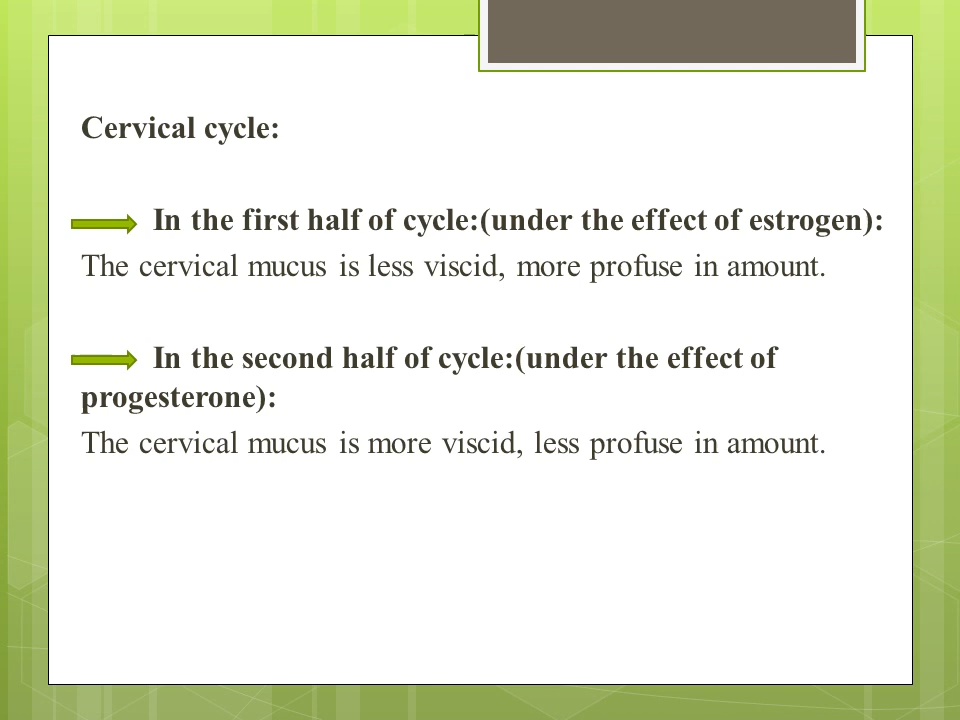 Cervical cycle:
In the first half of cycle:(under the effect of estrogen):
The cervical mucus is less viscid, more profuse in amount.
In the second half of cycle:(under the effect of
progesterone):
The cervical mucus is more viscid, less profuse in amount.